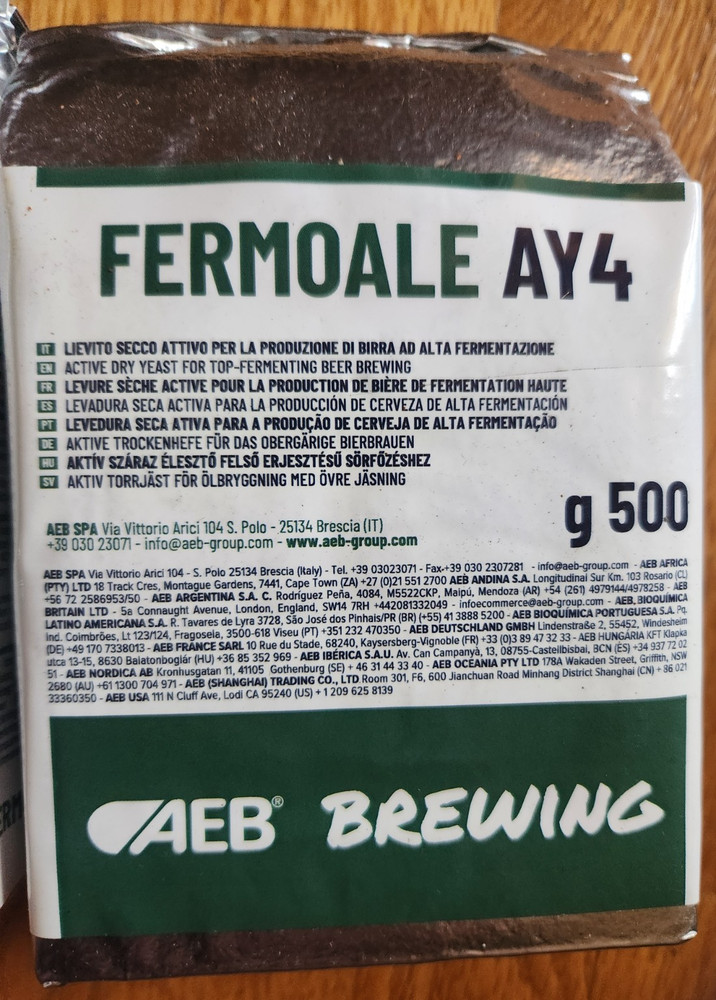 FERMOALE AY4
IT LIEVITO SECCO ATTIVO PER LA PRODUZIONE DI BIRRA AD ALTA FERMENTAZIONE
EN ACTIVE DRY YEAST FOR TOP-FERMENTING BEER BREWING
FR LEVURE SÈCHE ACTIVE POUR LA PRODUCTION DE BIÈRE DE FERMENTATION HAUTE
ES LEVADURA SECA ACTIVA PARA LA PRODUCCIÓN DE CERVEZA DE ALTA FERMENTACIÓN
PT LEVEDURA SECA ATIVA PARA A PRODUÇÃO DE CERVEJA DE ALTA FERMENTAÇÃO
DE AKTIVE TROCKENHEFE FÜR DAS OBERGÄRIGE BIERBRAUEN
HU AKTÍV SZÁRAZ ÉLESZTŐ FELSŐ ERJESZTÉSŰ SÖRFŐZÉSHEZ
SV AKTIV TORRJÄST FÖR ÖLBRYGGNING MED ÖVRE JÄSNING
g 500
AEB SPA Via Vittorio Arici 104 S. Polo - 25134 Brescia (IT)
+39 030 23071 - info@aeb-group.com - www.aeb-group.com
AEB SPA Via Vittorio Arici 104 - S. Polo 25134 Brescia (Italy) - Tel. +39 03023071 - Fax+39 030 2307281 - info@aeb-group.com - AEB AFRICA
(PTY) LTD 18 Track Cres, Montague Gardens, 7441, Cape Town (ZA) +27 (0)21 551 2700 AEB ANDINA S.A. Longitudinal Sur Km. 103 Rosario (CL)
+56 72 2586953/50 - AEB ARGENTINA S.A. C. Rodríguez Peña, 4084, M5522CKP, Maipú, Mendoza (AR) +54 (261) 4979144/4978258 - AEB
BRITAIN LTD - 5a Connaught Avenue, London, England, SW14 7RH +442081332049 - infoecommerce@aeb-group.com - AEB, BIOQUÍMICA
LATINO AMERICANA S.A. R. Tavares de Lyra 3728, São José dos Pinhais/PR (BR) (+55) 41 3888 5200 - AEB BIOQUÍMICA PORTUGUESA S.A. Pq.
ind. Coimbrões, Lt 123/124, Fragosela, 3500-618 Viseu (PT) +351 232 470350 - AEB DEUTSCHLAND GMBH Lindenstraße 2, 55452, Windesheim
(DE) +49 170 7338013 - AEB FRANCE SARL 10 Rue du Stade, 68240, Kaysersberg-Vignoble (FR) +33 (0)3 89 47 32 33 - AEB HUNGÁRIA KFT Klapka
utca 13-15, 8630 Balatonboglár (HU) +36 85 352 969 - AEB IBÉRICA S.A.U. Av. Can Campanyà, 13, 08755-Castellbisbal, BCN (ES) +34 937 72 02
51 - AEB NORDICA AB Kronhusgatan 11, 41105 Gothenburg (SE) + 46 31 44 33 40 - AEB OCEANIA PTY LTD 178A Wakaden Street, Griffith, NSW
2680 (AU) +61 1300 704 971 - AEB (SHANGHAI) TRADING CO., LTD Room 301, F6, 600 Jianchuan Road Minhang District Shanghai (CN) + 86 021
33360350 - AEB USA 111 N Cluff Ave, Lodi CA 95240 (US) + 1 209 625 8139
AEB® BREWING